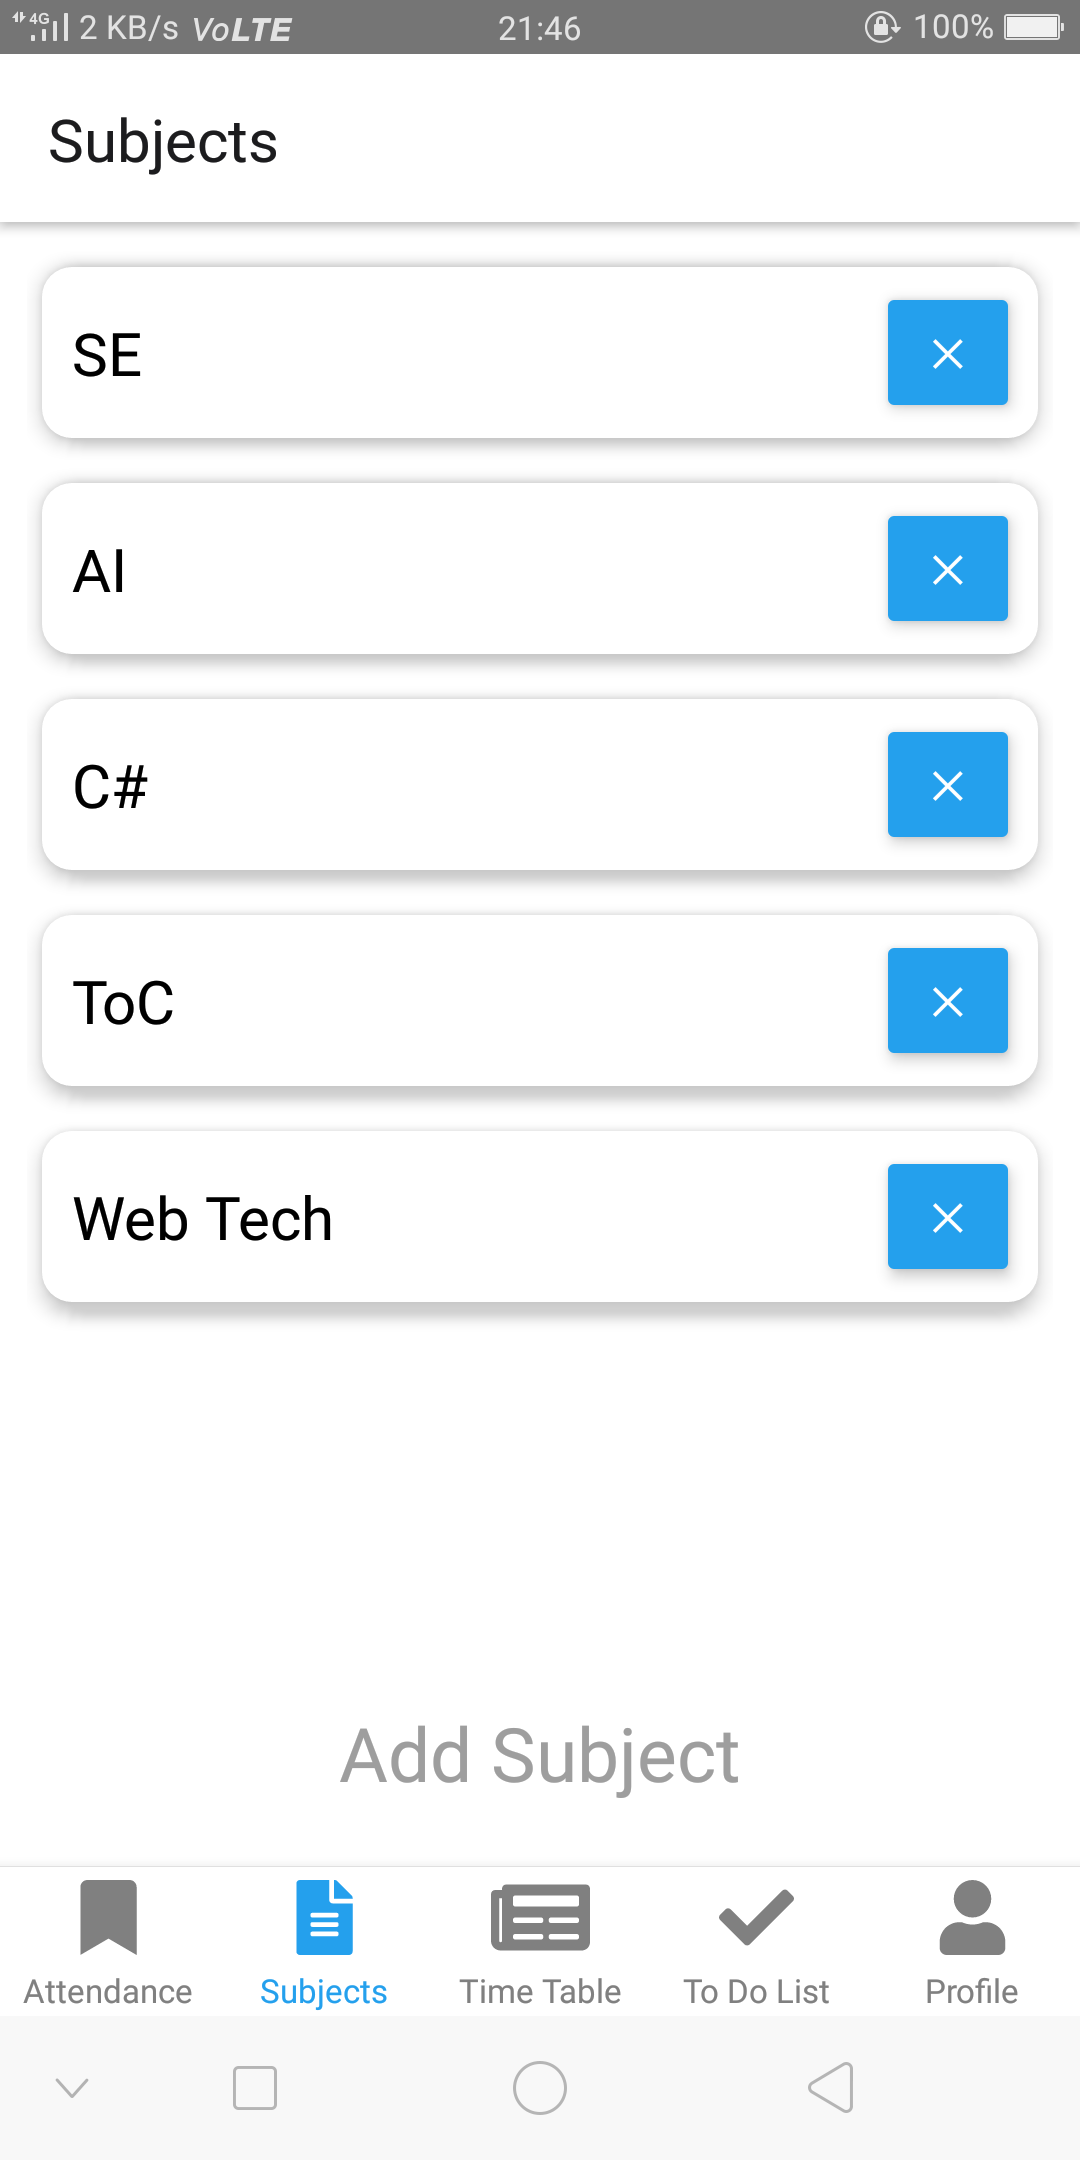 4G 2 KB/s VoLTE 21:46 100%
Subjects
SE
AI
C#
ToC
Web Tech
Add Subject
Attendance Subjects Time Table To Do List Profile